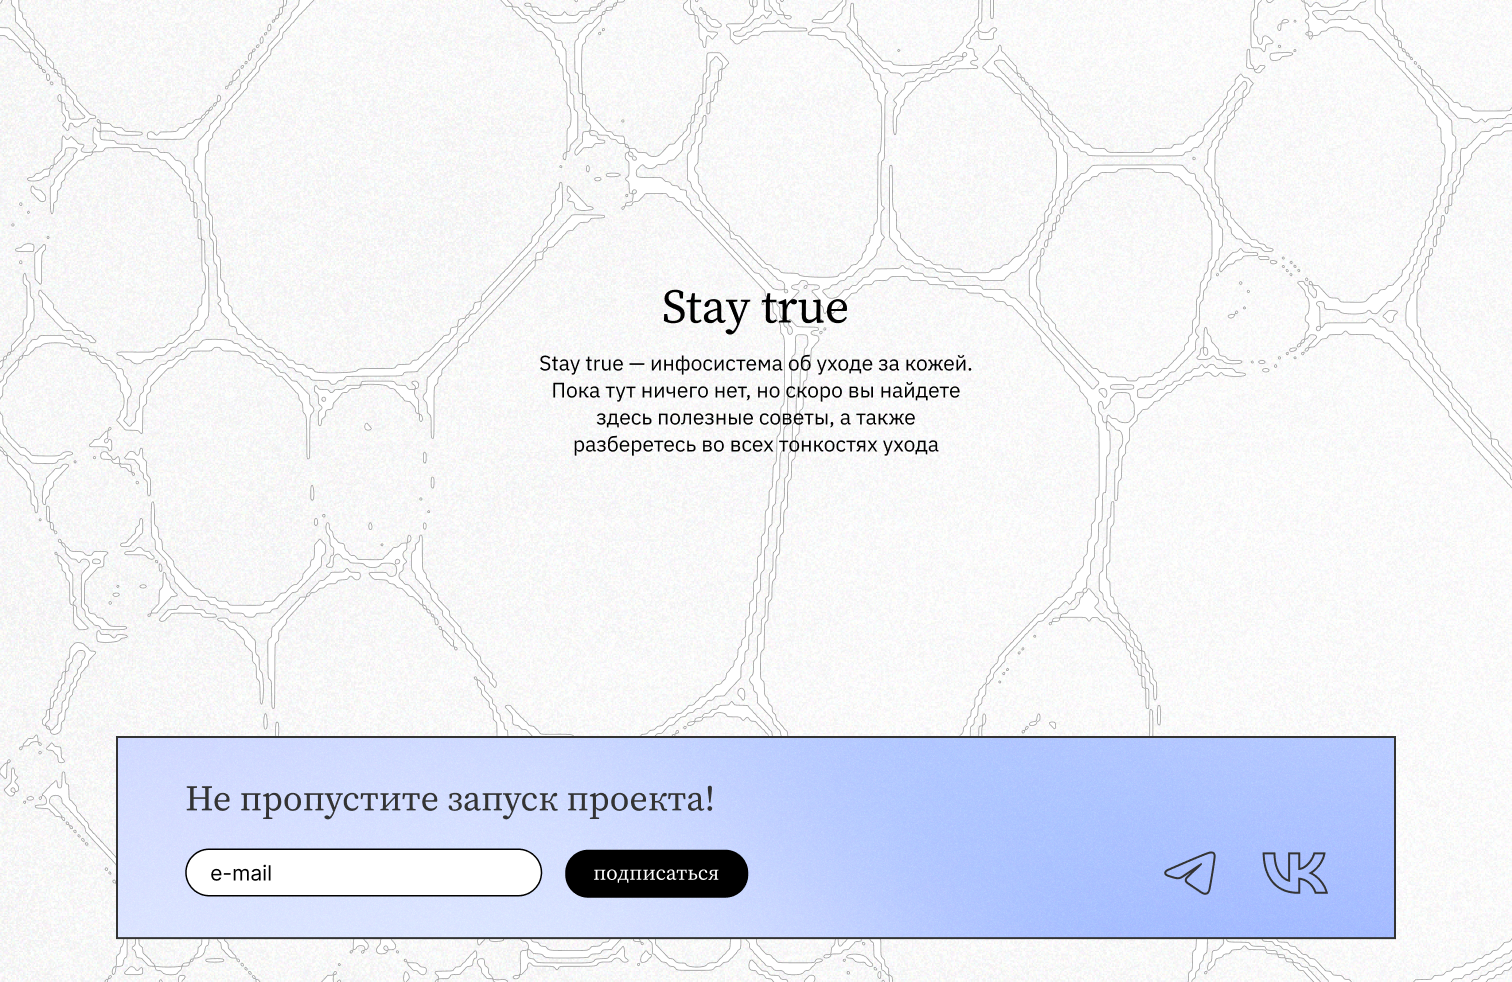 Stay true
Stay true — инфосистема об уходе за кожей.
Пока тут ничего нет, но скоро вы найдете
здесь полезные советы, а также
разберетесь во всех тонкостях ухода
Не пропустите запуск проекта!
e-mail
подписаться
VK